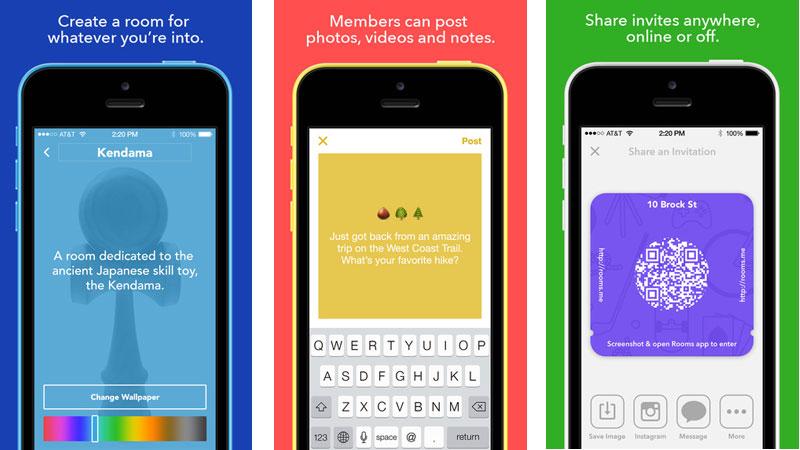 Create a room for
whatever you're into.
AT&T 2:20 PM 100%
Kendama
A room dedicated to the
ancient Japanese skill toy,
the Kendama.
Change Wallpaper
Members can post
photos, videos and notes.
AT&T 2:20 PM 100%
Post
Just got back from an amazing
trip on the West Coast Trail.
What's your favorite hike?
Q W E R T Y U I O P
A S D F G H J K L
Z X C V B N M
123 space @ . return
Share invites anywhere,
online or off.
AT&T 2:20 PM 100%
Share an Invitation
10 Brock St
http://rooms.me
http://rooms.me
Screenshot & open Rooms app to enter
Save Image Instagram Message More